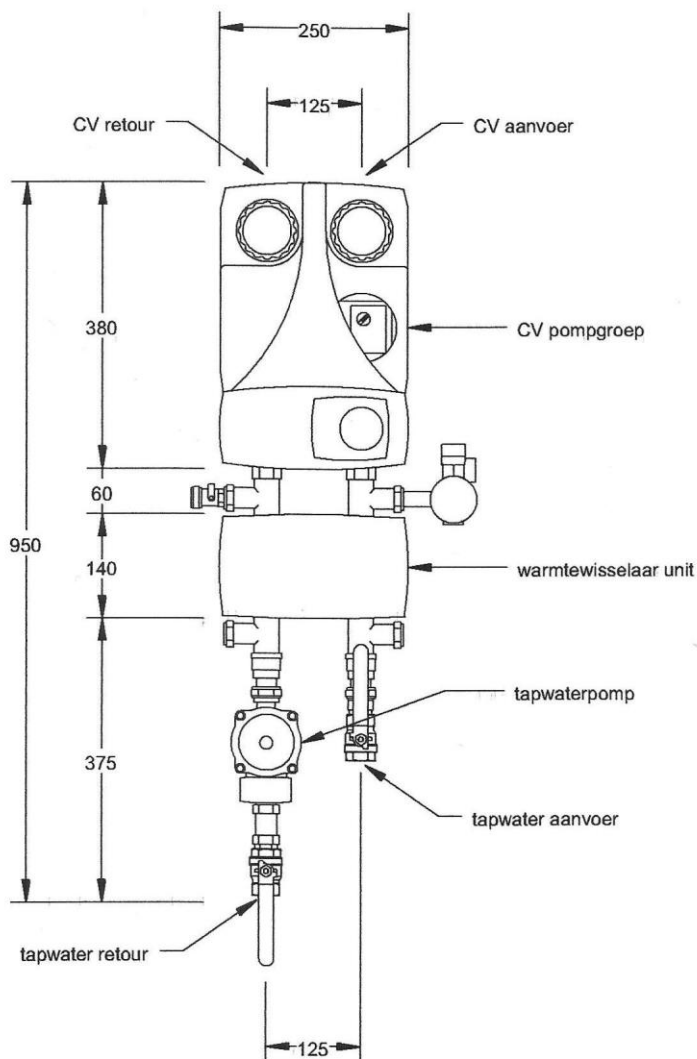 250
125
CV retour
CV aanvoer
380
CV pompgroep
60
950
140
warmtewisselaar unit
tapwaterpomp
375
tapwater aanvoer
tapwater retour
125